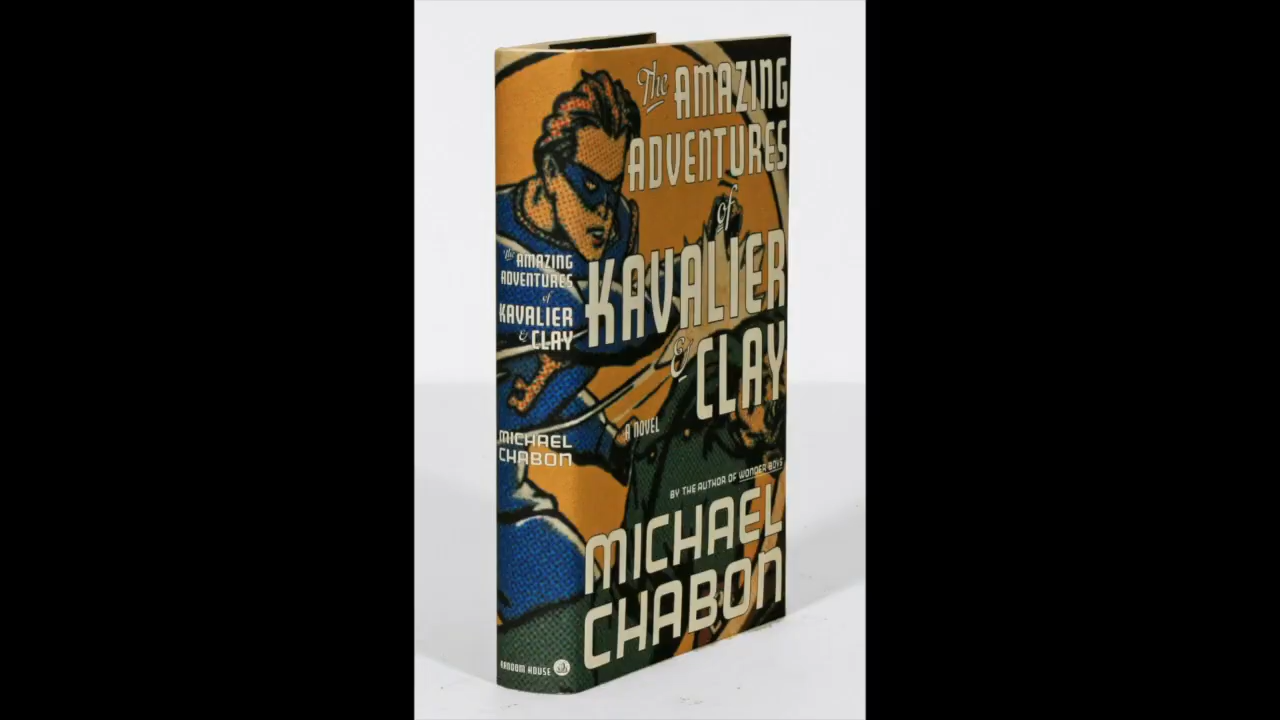 The AMAZING
ADVENTURES
of
KAVALIER
& CLAY
A NOVEL
BY THE AUTHOR OF WONDER BOYS
MICHAEL
CHABON
The AMAZING
ADVENTURES
of
KAVALIER
& CLAY
MICHAEL
CHABON
RANDOM HOUSE